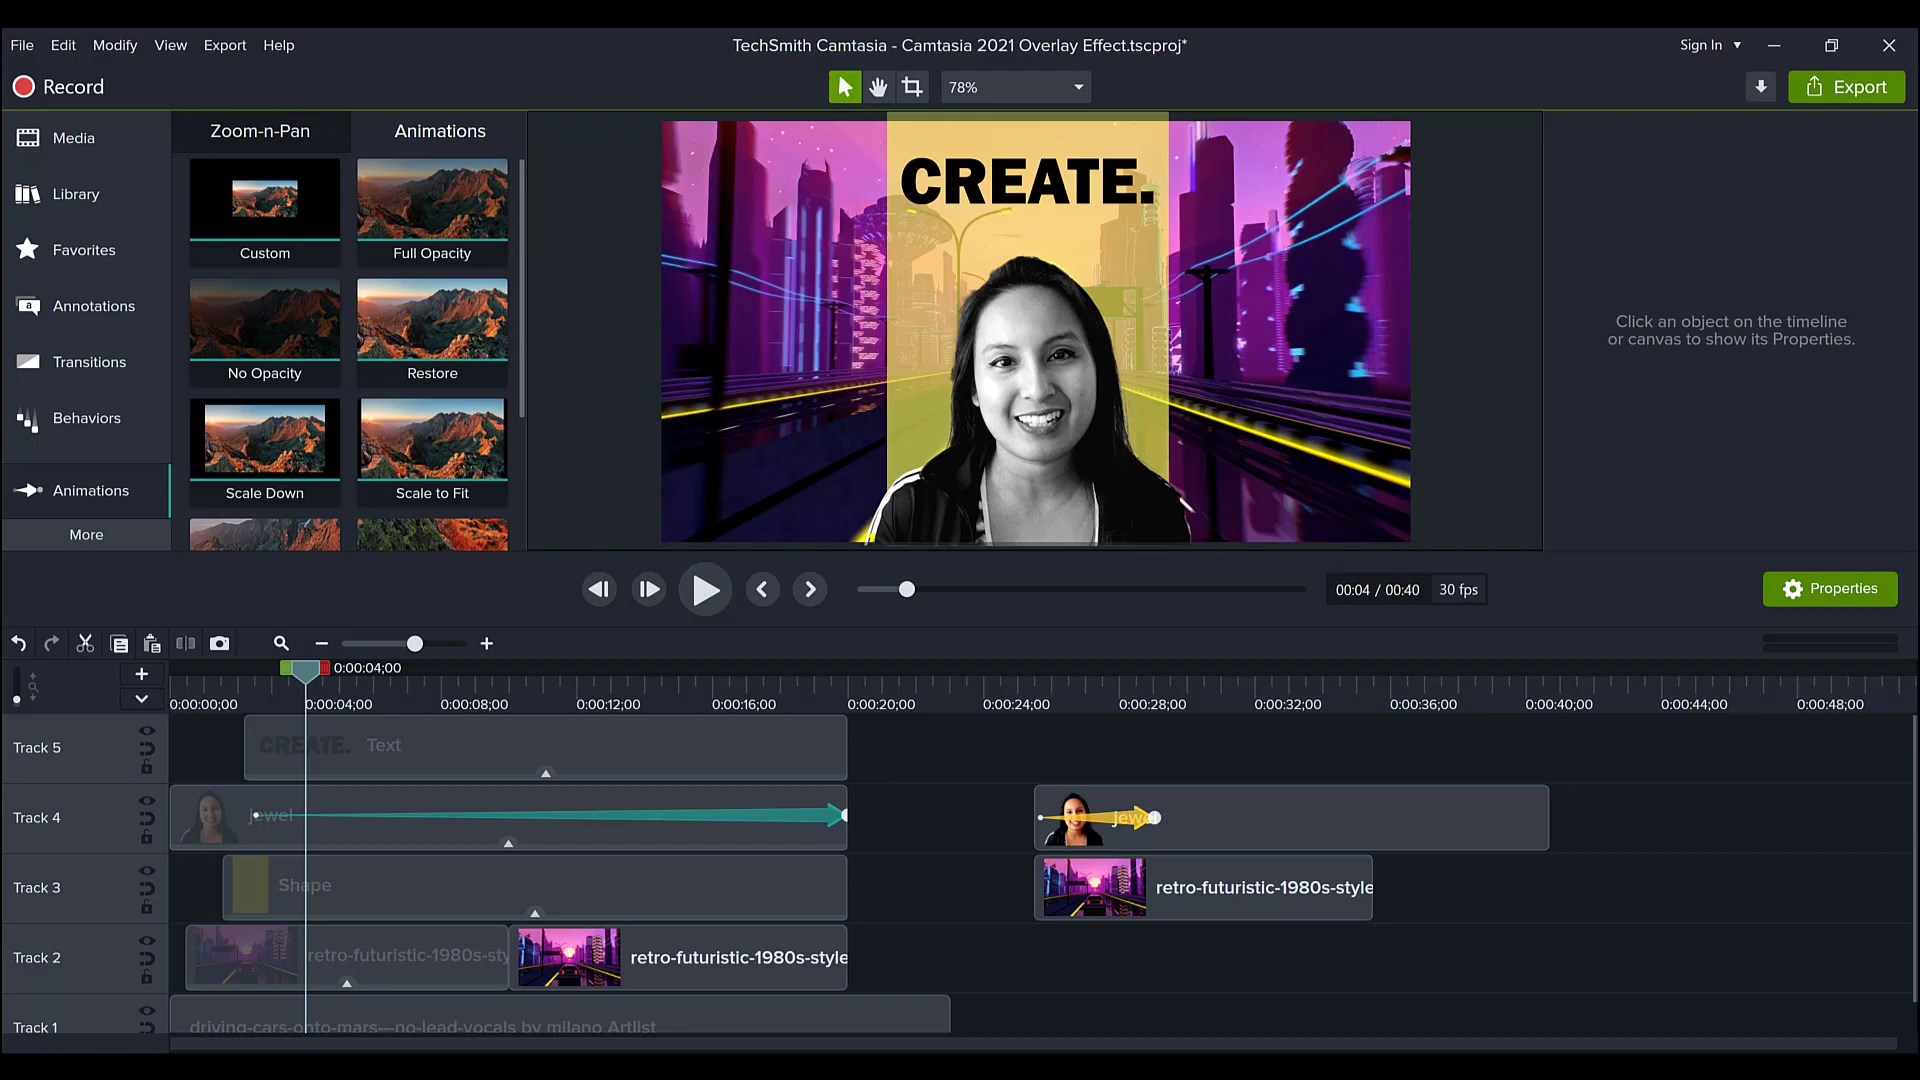 File Edit Modify View Export Help
TechSmith Camtasia - Camtasia 2021 Overlay Effect.tscproj*
Sign In
Record
78%
Export
Media
Library
Favorites
Annotations
Transitions
Behaviors
Animations
More
Zoom-n-Pan
Animations
Custom
Full Opacity
No Opacity
Restore
Scale Down
Scale to Fit
CREATE.
Click an object on the timeline
or canvas to show its Properties.
00:04 / 00:40
30 fps
Properties
0:00:04;00
0:00:00;00 0:00:04;00 0:00:08;00 0:00:12;00 0:00:16;00 0:00:20;00 0:00:24;00 0:00:28;00 0:00:32;00 0:00:36;00 0:00:40;00 0:00:44;00 0:00:48;00
Track 5
CREATE. Text
Track 4
jewel
jewel
Track 3
Shape
retro-futuristic-1980s-style
Track 2
retro-futuristic-1980s-sty
retro-futuristic-1980s-style
Track 1
driving-cars-onto-mars---no-lead-vocals by milano Artlist